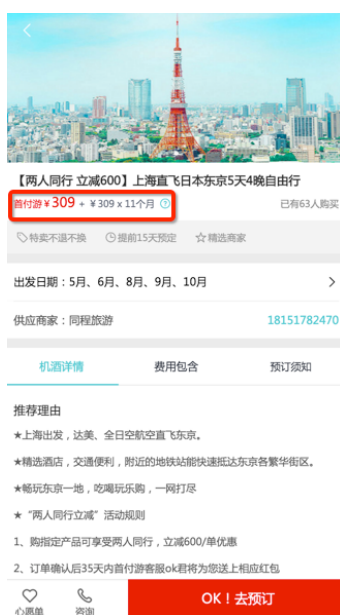 【两人同行 立减600】上海直飞日本东京5天4晚自由行
首付游¥309 + ¥309 x 11个月 ?
已有63人购买
特卖不退不换 提前15天预定 精选商家
出发日期：5月、6月、8月、9月、10月
供应商家：同程旅游 18151782470
机酒详情 费用包含 预订须知
推荐理由
★上海出发，达美、全日空航空直飞东京。
★精选酒店，交通便利，附近的地铁站能快速抵达东京各繁华街区。
★畅玩东京一地，吃喝玩乐购，一网打尽
★“两人同行立减”活动规则
1、购指定产品可享受两人同行，立减600/单优惠
2、订单确认后35天内首付游客服ok君将为您送上相应红包
心愿单 咨询 OK！去预订